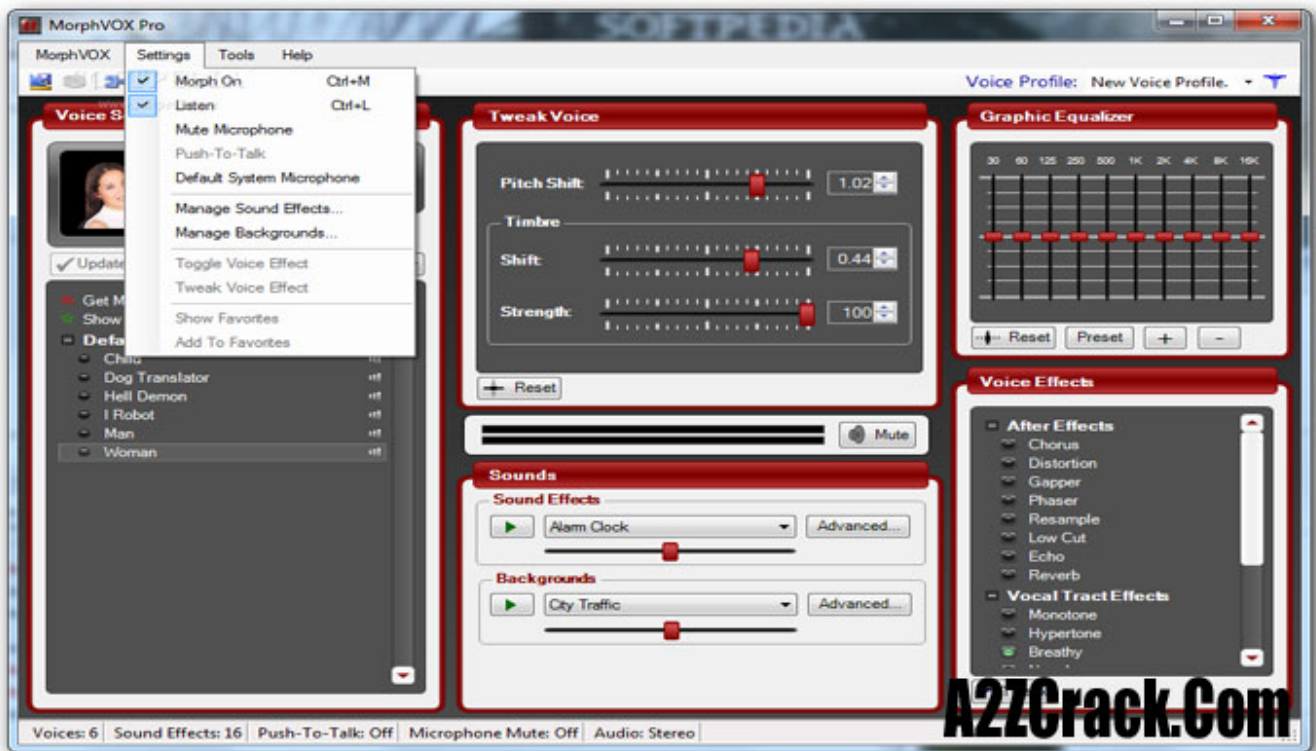 SOFTPEDIA
MorphVOX Pro
MorphVOX Settings Tools Help
Voice Profile: New Voice Profile.
Morph On Ctrl+M
Listen Ctrl+L
Mute Microphone
Push-To-Talk
Default System Microphone
Manage Sound Effects...
Manage Backgrounds...
Toggle Voice Effect
Tweak Voice Effect
Show Favorites
Add To Favorites
Voice S
Update
Get M
Show
Defa
Child
Dog Translator
Hell Demon
I Robot
Man
Woman
Tweak Voice
Pitch Shift: 1.02
Timbre
Shift: 0.44
Strength: 100
Reset
Mute
Sounds
Sound Effects
Alarm Clock Advanced...
Backgrounds
City Traffic Advanced...
Graphic Equalizer
30 60 125 250 500 1K 2K 4K 8K 16K
Reset Preset + -
Voice Effects
After Effects
Chorus
Distortion
Gapper
Phaser
Resample
Low Cut
Echo
Reverb
Vocal Tract Effects
Monotone
Hypertone
Breathy
A2ZCrack.Com
Voices: 6 Sound Effects: 16 Push-To-Talk: Off Microphone Mute: Off Audio: Stereo